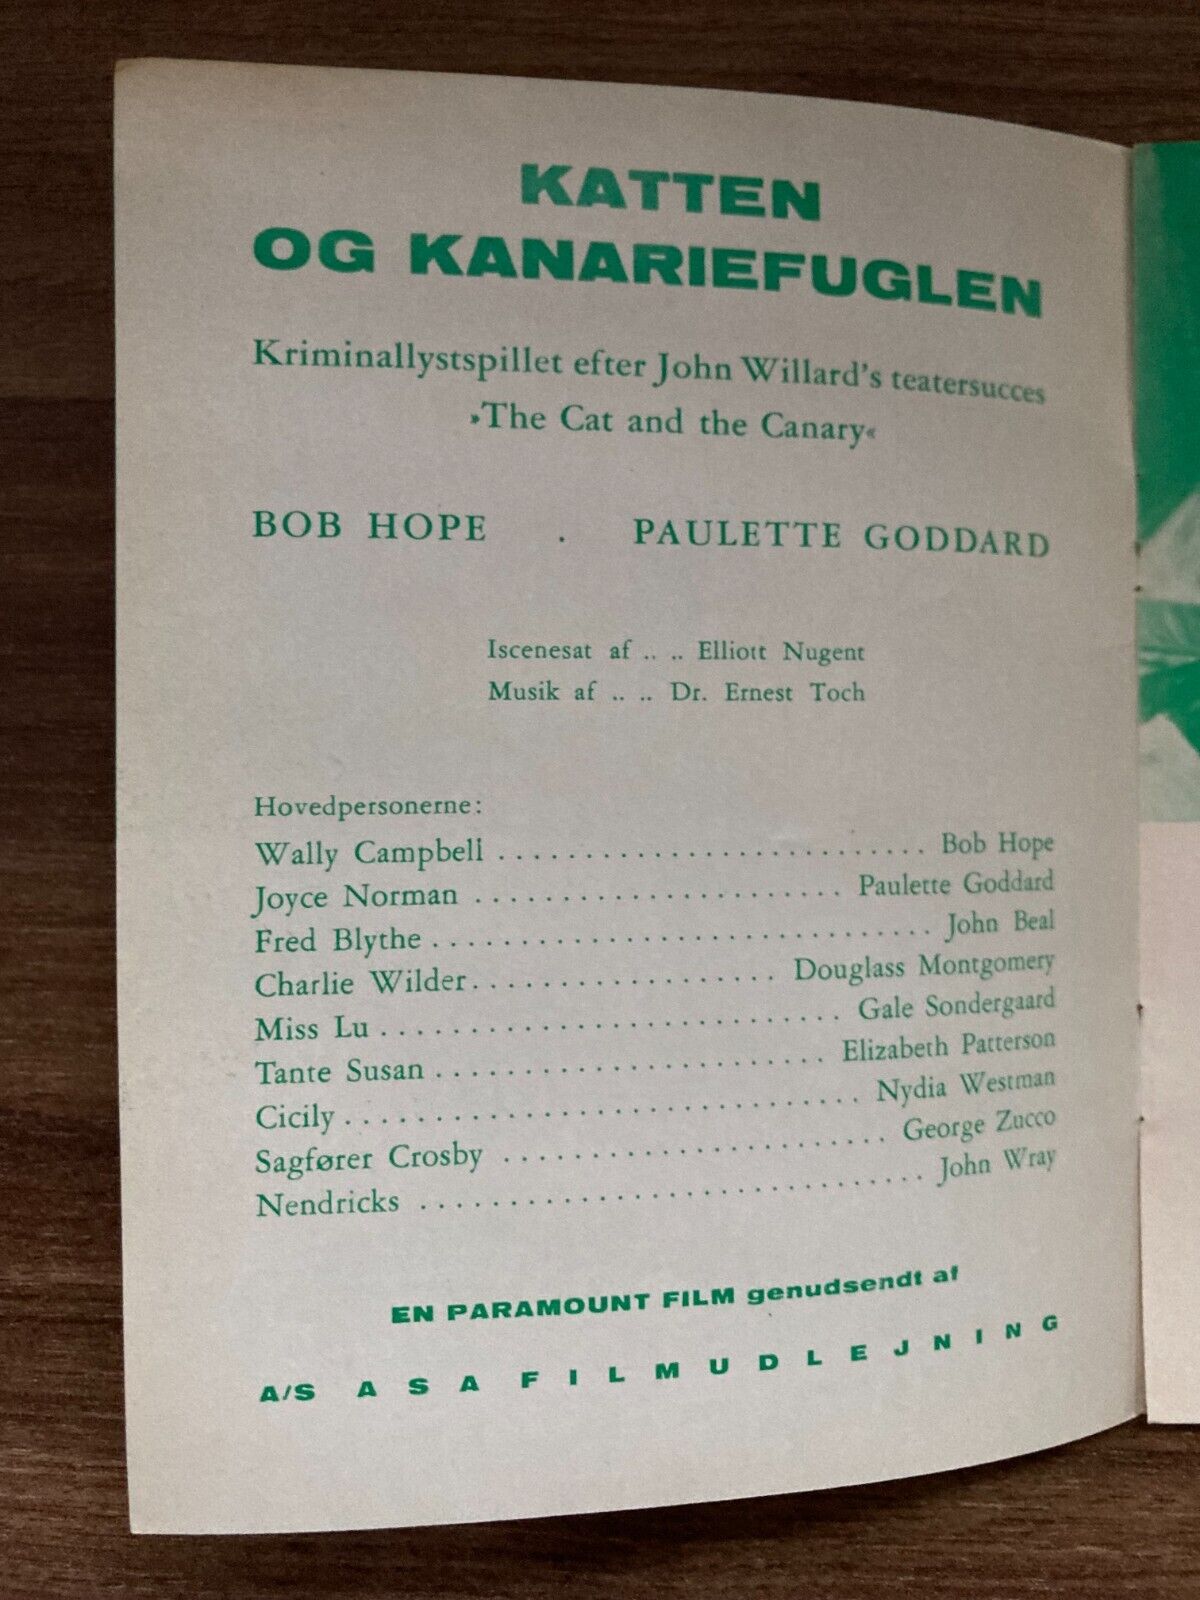 KATTEN
OG KANARIEFUGLEN
Kriminallystspillet efter John Willard's teatersucces
»The Cat and the Canary«
BOB HOPE . PAULETTE GODDARD
Iscenesat af .. .. Elliott Nugent
Musik af .. .. Dr. Ernest Toch
Hovedpersonerne:
Wally Campbell ......................... Bob Hope
Joyce Norman ......................... Paulette Goddard
Fred Blythe ............................. John Beal
Charlie Wilder .................. Douglass Montgomery
Miss Lu ........................... Gale Sondergaard
Tante Susan ....................... Elizabeth Patterson
Cicily .............................. Nydia Westman
Sagfører Crosby ...................... George Zucco
Nendricks ............................. John Wray
EN PARAMOUNT FILM genudsendt af
A/S ASA FILMUDLEJNING